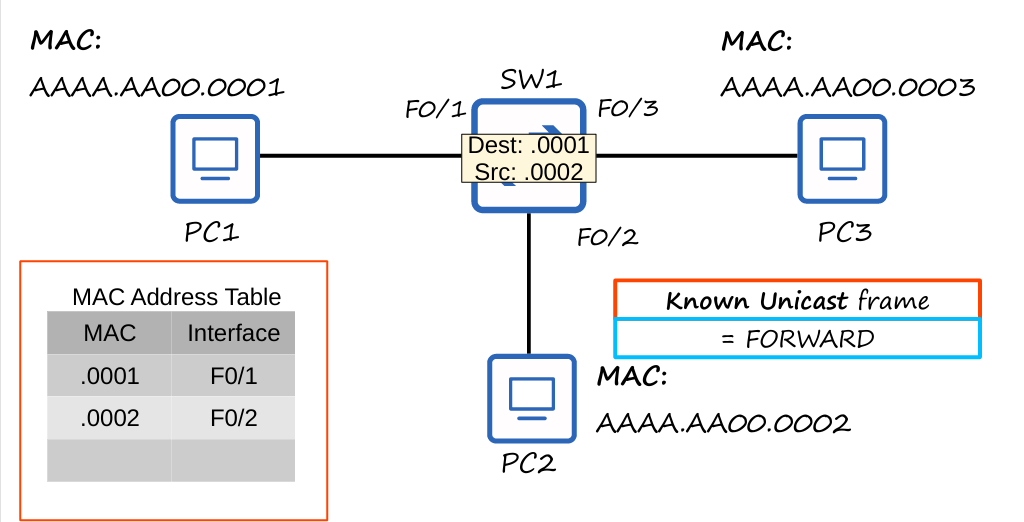 MAC:
AAAA.AA00.0001
PC1
SW1
F0/1
F0/3
Dest: .0001
Src: .0002
F0/2
MAC:
AAAA.AA00.0003
PC3
MAC Address Table
MAC Interface
.0001 F0/1
.0002 F0/2
Known Unicast frame
= FORWARD
MAC:
AAAA.AA00.0002
PC2